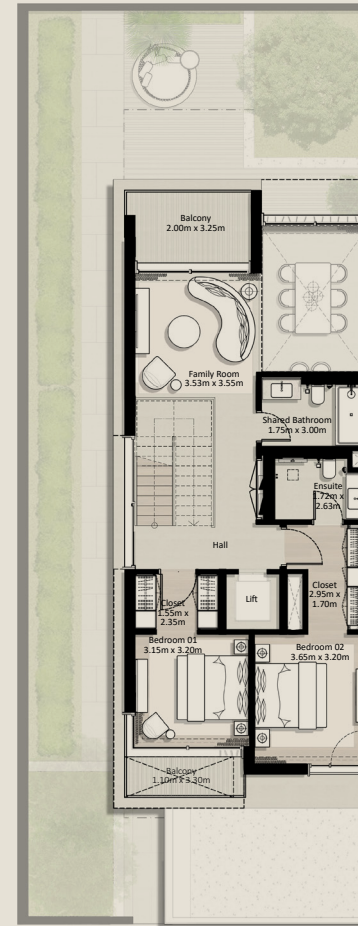 Balcony
2.00m x 3.25m
Family Room
3.53m x 3.55m
Shared Bathroom
1.75m x 3.00m
Ensuite
1.72m x
2.63m
Hall
Closet
1.55m x
2.35m
Lift
Closet
2.95m x
1.70m
Bedroom 01
3.15m x 3.20m
Bedroom 02
3.65m x 3.20m
Balcony
1.10m x 3.30m